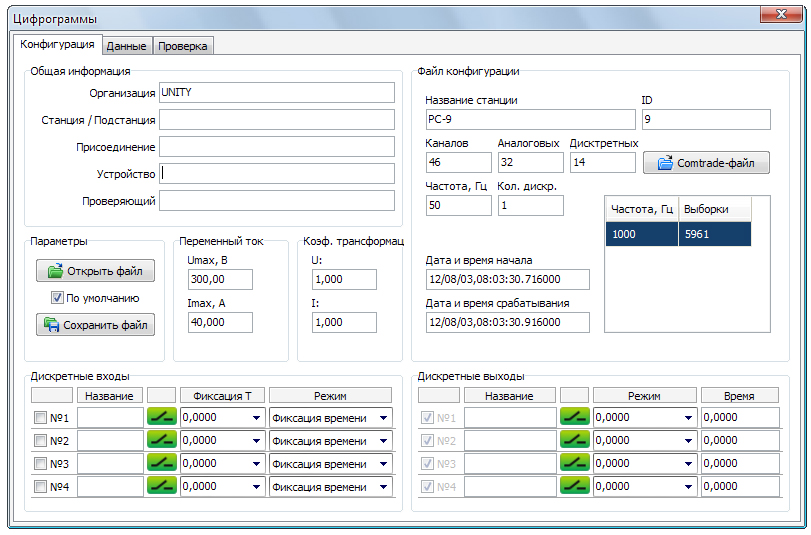 Цифрограммы
Конфигурация Данные Проверка
Общая информация
Организация UNITY
Станция / Подстанция
Присоединение
Устройство
Проверяющий
Файл конфигурации
Название станции ID
РС-9 9
Каналов Аналоговых Дисктретных
46 32 14 Comtrade-файл
Частота, Гц Кол. дискр.
50 1
Частота, Гц Выборки
1000 5961
Дата и время начала
12/08/03,08:03:30.716000
Дата и время срабатывания
12/08/03,08:03:30.916000
Параметры
Открыть файл
По умолчанию
Сохранить файл
Переменный ток
Umax, В
300,00
Imax, А
40,000
Коэф. трансформац
U:
1,000
I:
1,000
Дискретные входы
Название Фиксация Т Режим
№1 0,0000 Фиксация времени
№2 0,0000 Фиксация времени
№3 0,0000 Фиксация времени
№4 0,0000 Фиксация времени
Дискретные выходы
Название Режим Время
№1 0,0000 0,0000
№2 0,0000 0,0000
№3 0,0000 0,0000
№4 0,0000 0,0000